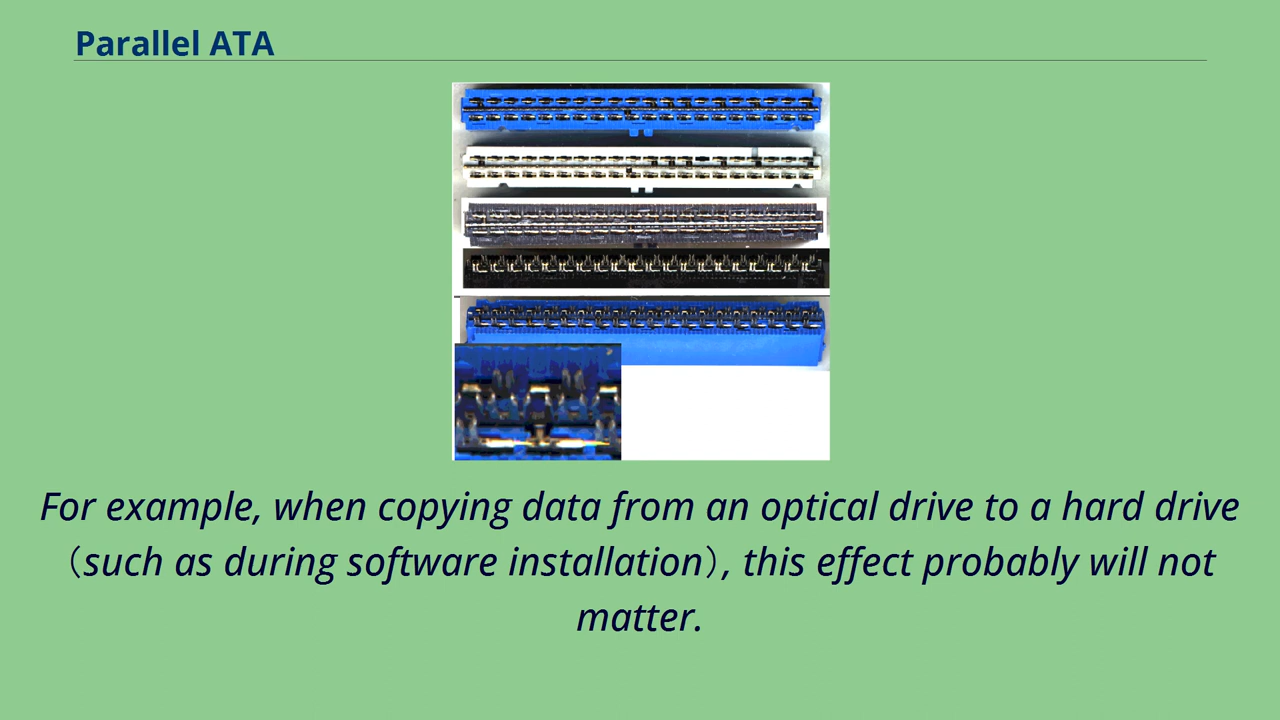 Parallel ATA
For example, when copying data from an optical drive to a hard drive
（such as during software installation）, this effect probably will not
matter.